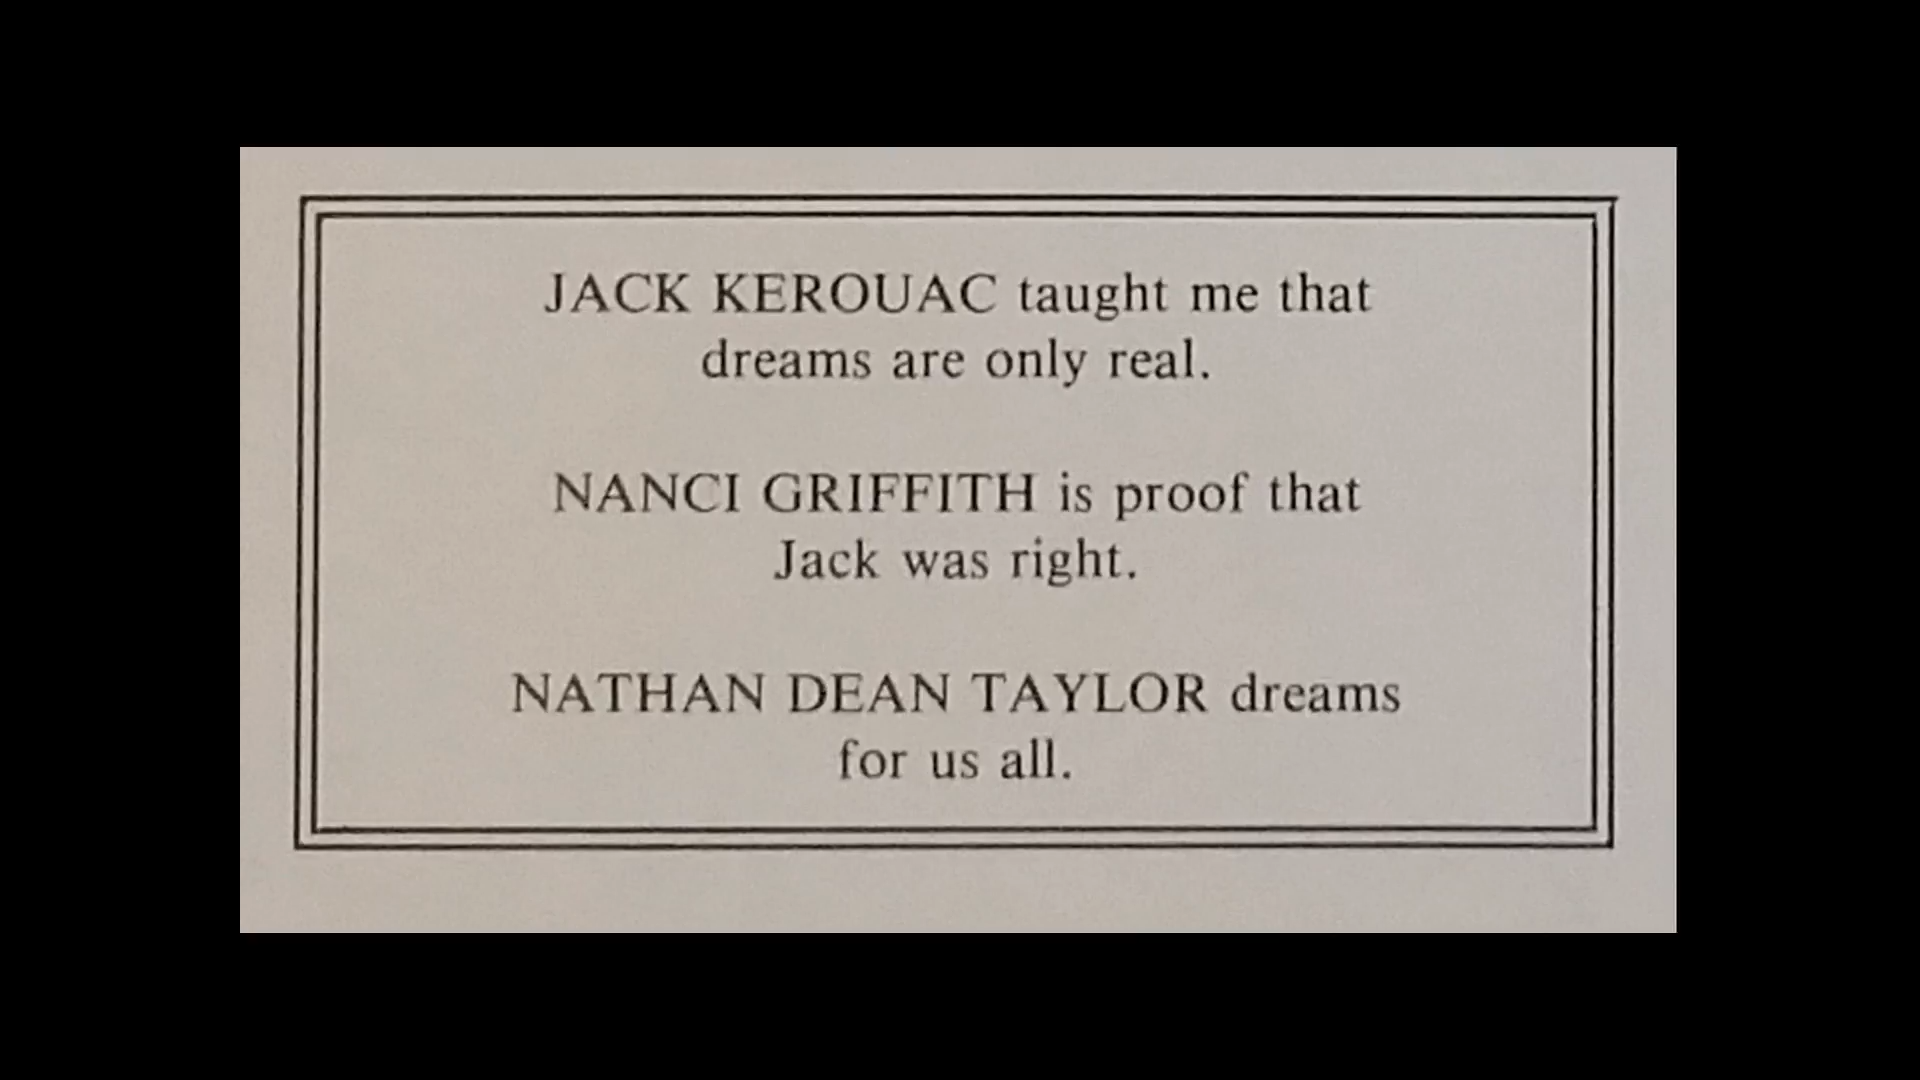 JACK KEROUAC taught me that
dreams are only real.
NANCI GRIFFITH is proof that
Jack was right.
NATHAN DEAN TAYLOR dreams
for us all.